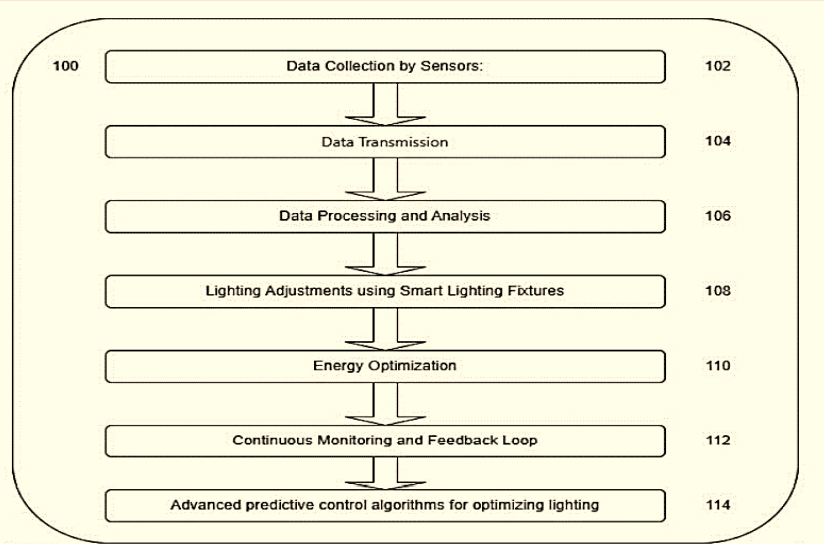 100 Data Collection by Sensors: 102
Data Transmission 104
Data Processing and Analysis 106
Lighting Adjustments using Smart Lighting Fixtures 108
Energy Optimization 110
Continuous Monitoring and Feedback Loop 112
Advanced predictive control algorithms for optimizing lighting 114